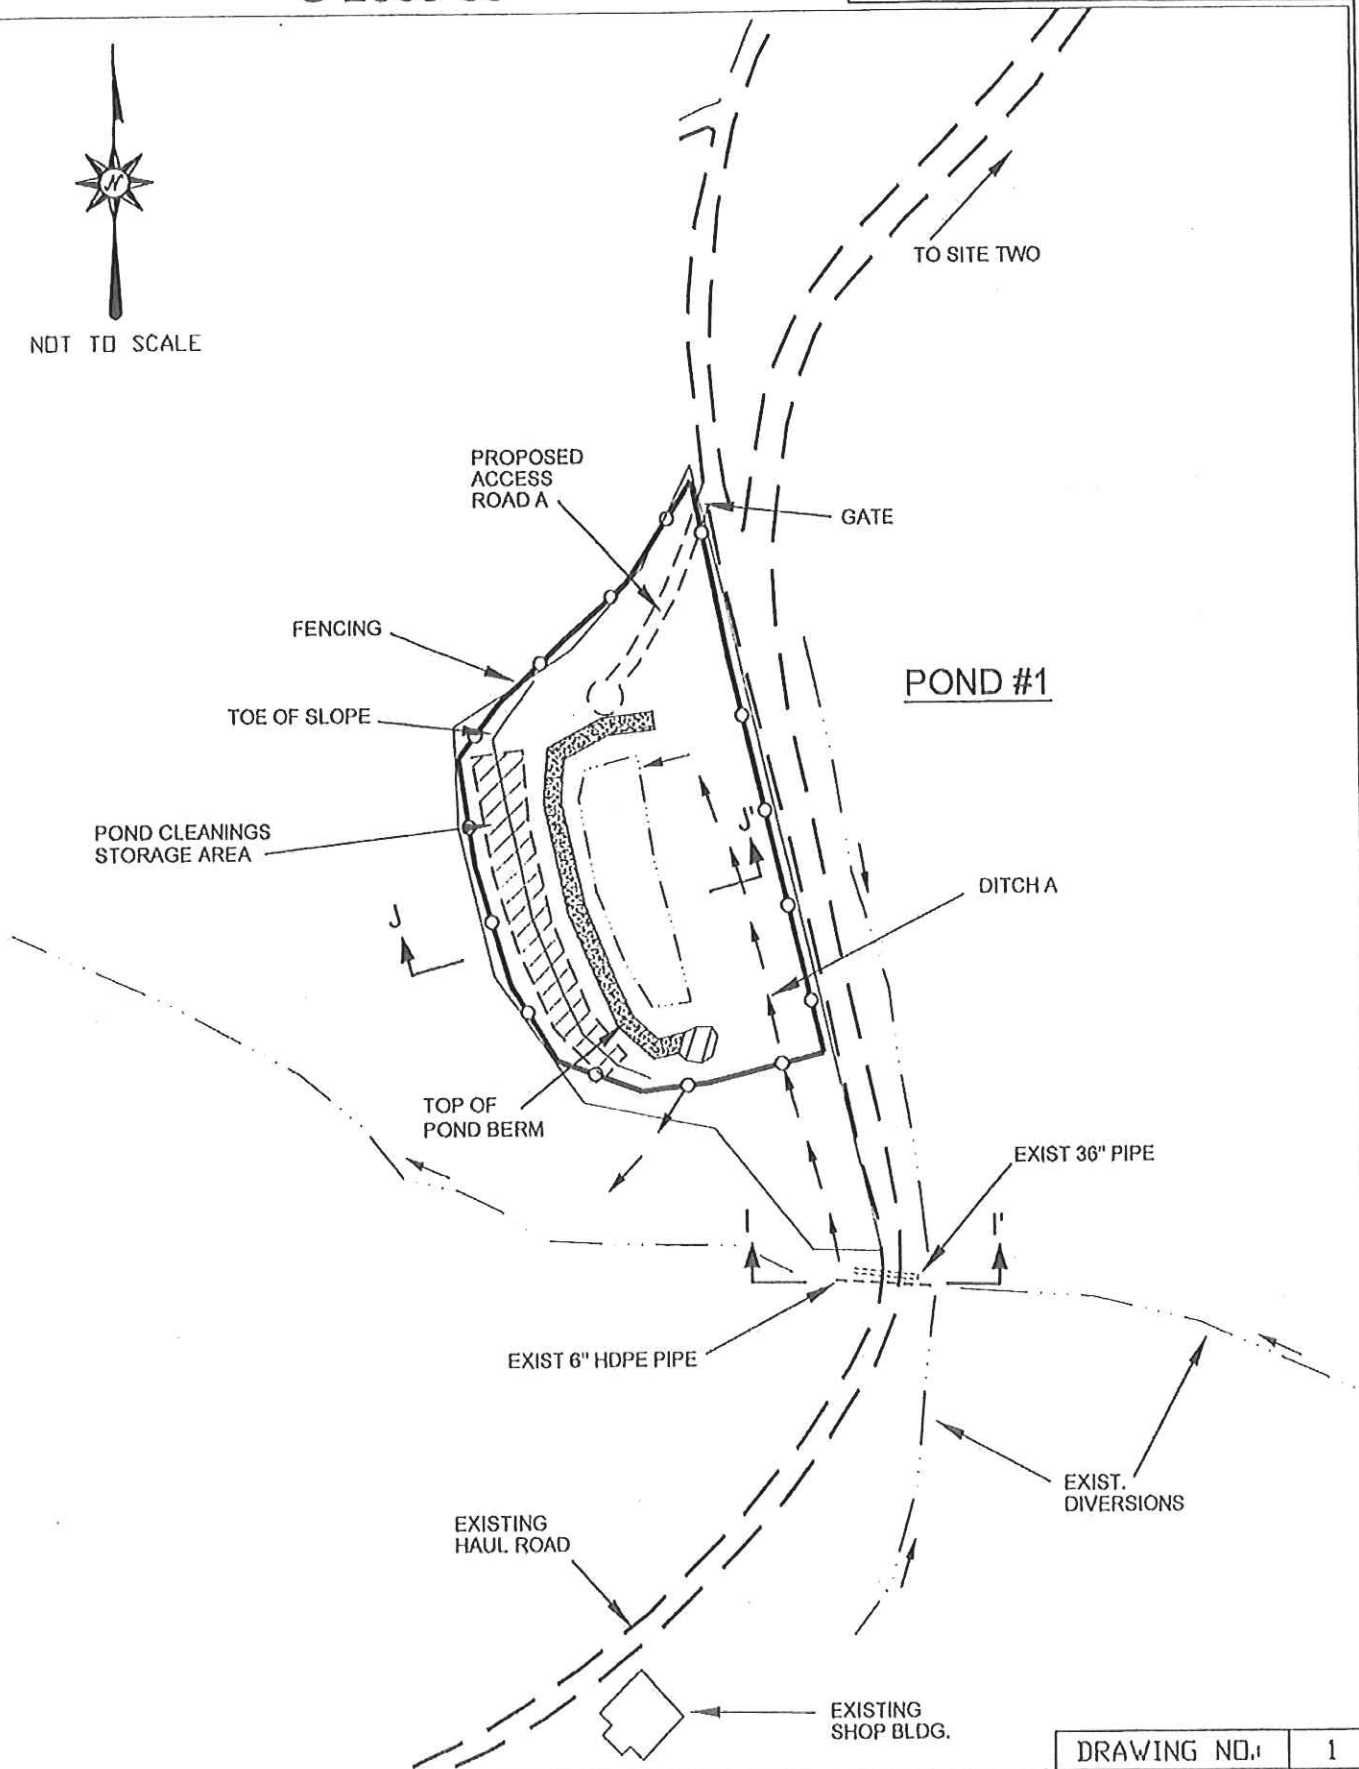 N
NOT TO SCALE
TO SITE TWO
PROPOSED
ACCESS
ROAD A
GATE
FENCING
POND #1
TOE OF SLOPE
POND CLEANINGS
STORAGE AREA
J'
DITCH A
J
TOP OF
POND BERM
EXIST 36" PIPE
I
I'
EXIST 6" HDPE PIPE
EXIST.
DIVERSIONS
EXISTING
HAUL ROAD
EXISTING
SHOP BLDG.
DRAWING NO.: 1